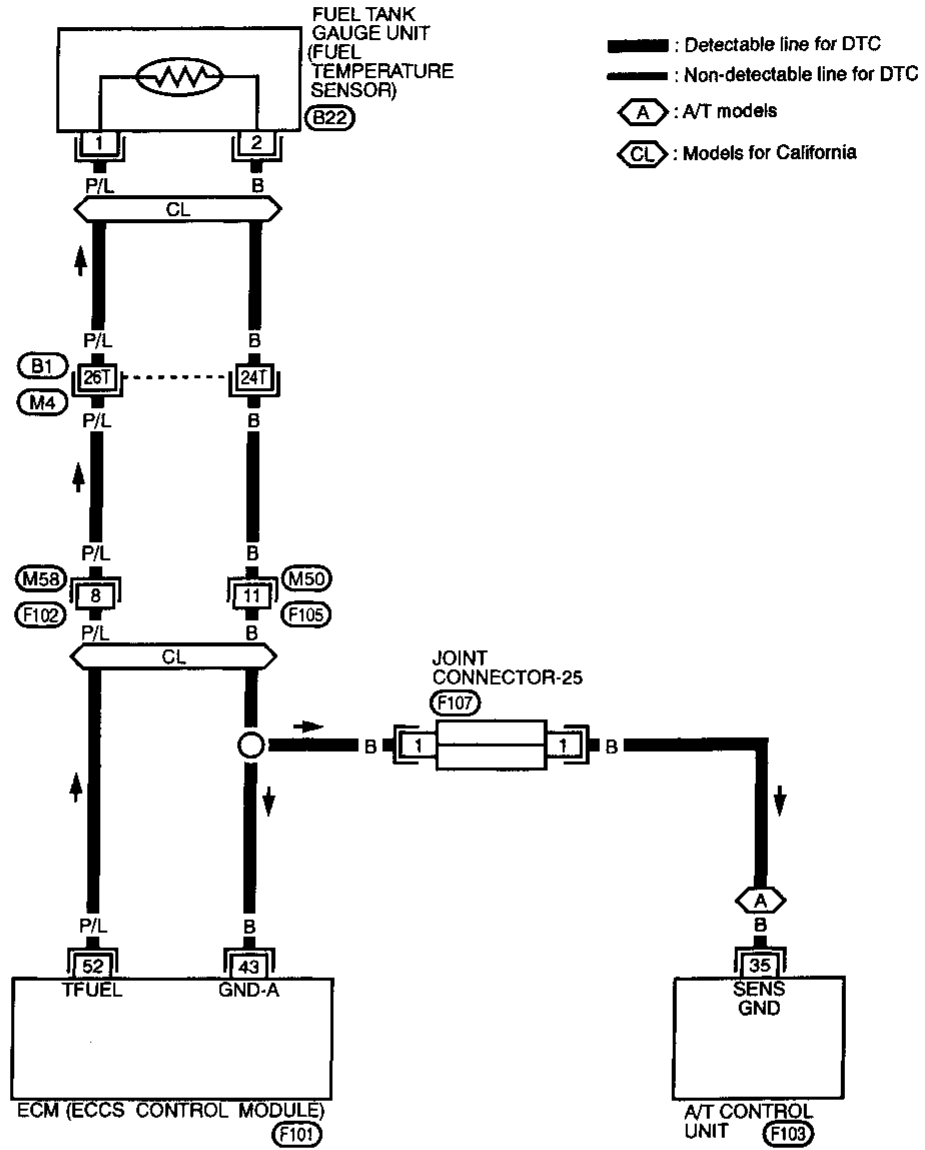 FUEL TANK
GAUGE UNIT
(FUEL
TEMPERATURE
SENSOR)
B22
: Detectable line for DTC
: Non-detectable line for DTC
A : A/T models
CL : Models for California
1 2
P/L B
CL
P/L B
B1
26T 24T
M4
P/L B
P/L B
M58 M50
8 11
F102 F105
P/L B
CL
JOINT
CONNECTOR-25
F107
B 1 1 B
A
P/L B B
52 43 35
TFUEL GND-A SENS
GND
ECM (ECCS CONTROL MODULE)
F101
A/T CONTROL
UNIT F103